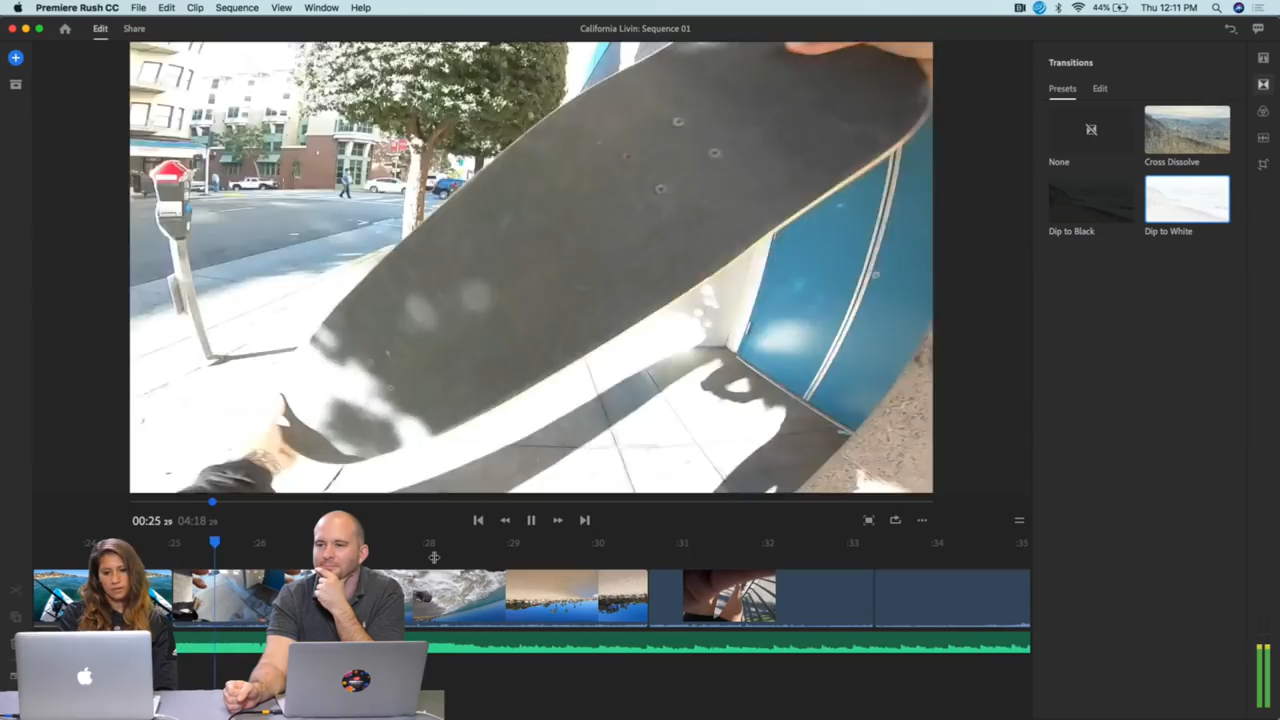 Premiere Rush CC File Edit Clip Sequence View Window Help 44% Thu 12:11 PM
Edit Share California Livin: Sequence 01
Transitions
Presets Edit
None Cross Dissolve
Dip to Black Dip to White
00:25 29 04:18 29
:24 :25 :26 :28 :29 :30 :31 :32 :33 :34 :35